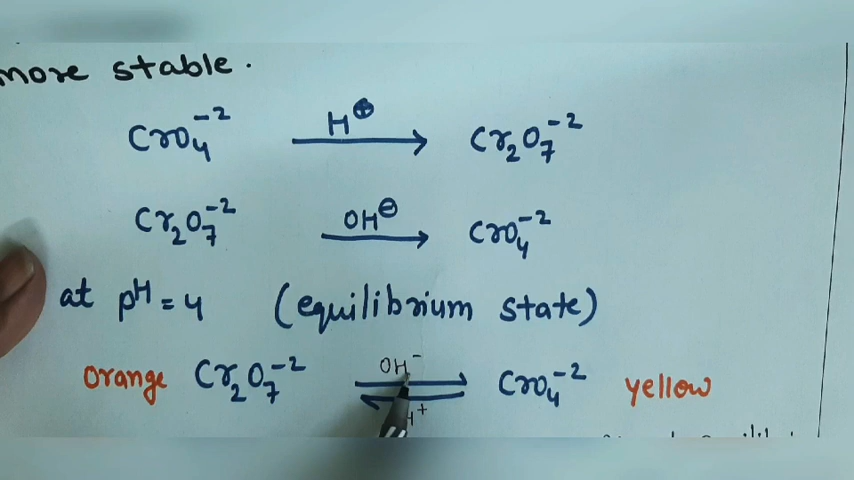 more stable.
CrO₄⁻² H⊕ → Cr₂O₇⁻²
Cr₂O₇⁻² OH⊖ → CrO₄⁻²
at pH = 4 (equilibrium state)
orange Cr₂O₇⁻² OH⁻ ⇌ H⁺ CrO₄⁻² yellow